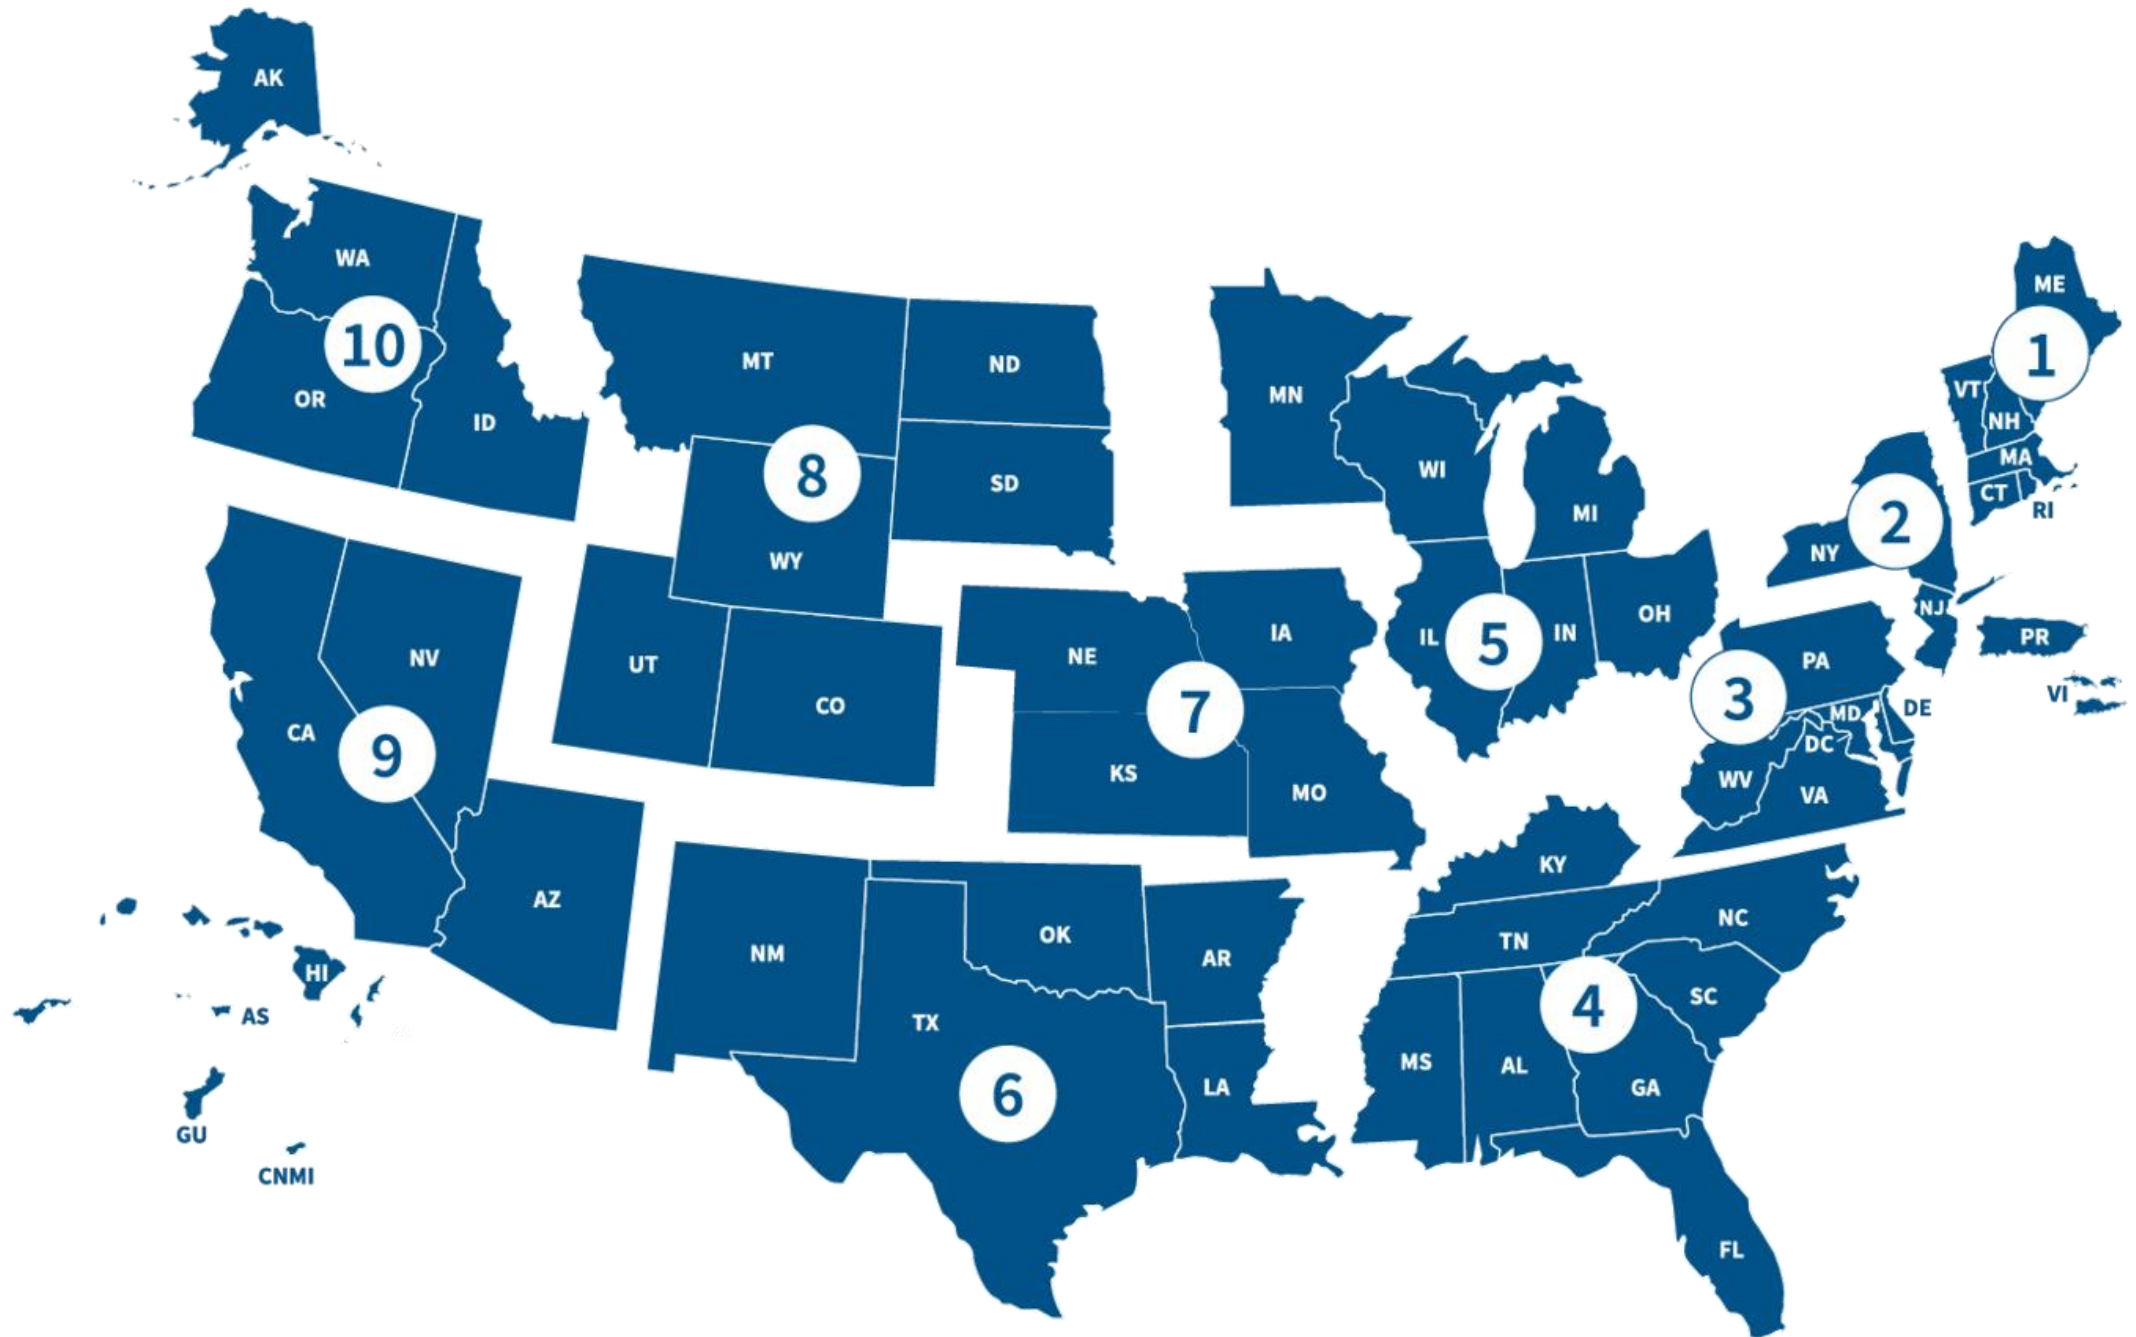 AK
WA
10
OR
ID
MT
ND
8
SD
WY
MN
WI
MI
ME
1
VT
NH
MA
CT
RI
2
NY
NJ
PR
VI
NV
CA
9
AZ
UT
CO
NE
IA
7
KS
MO
IL
5
IN
OH
PA
3
MD
DE
DC
WV
VA
KY
NC
TN
SC
4
MS
AL
GA
FL
NM
OK
AR
TX
6
LA
HI
AS
GU
CNMI